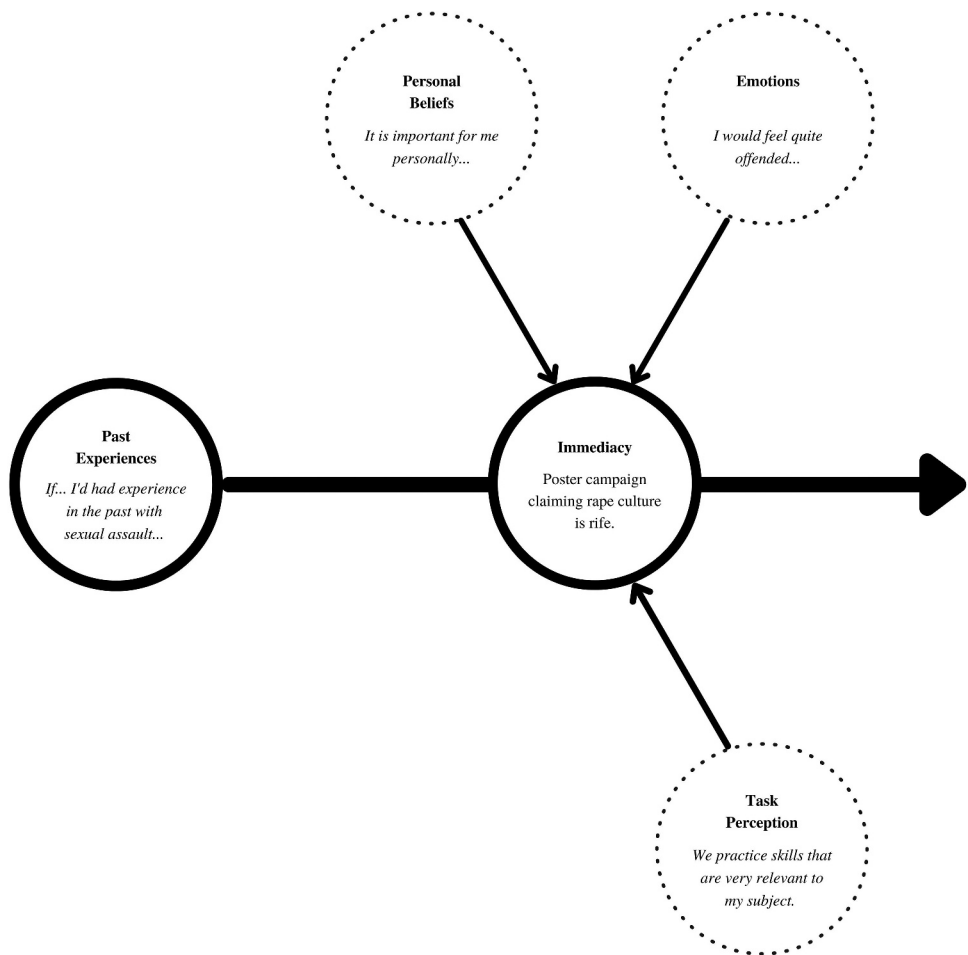 Personal
Beliefs
It is important for me
personally...
Emotions
I would feel quite
offended...
Past
Experiences
If... I'd had experience
in the past with
sexual assault...
Immediacy
Poster campaign
claiming rape culture
is rife.
Task
Perception
We practice skills that
are very relevant to
my subject.